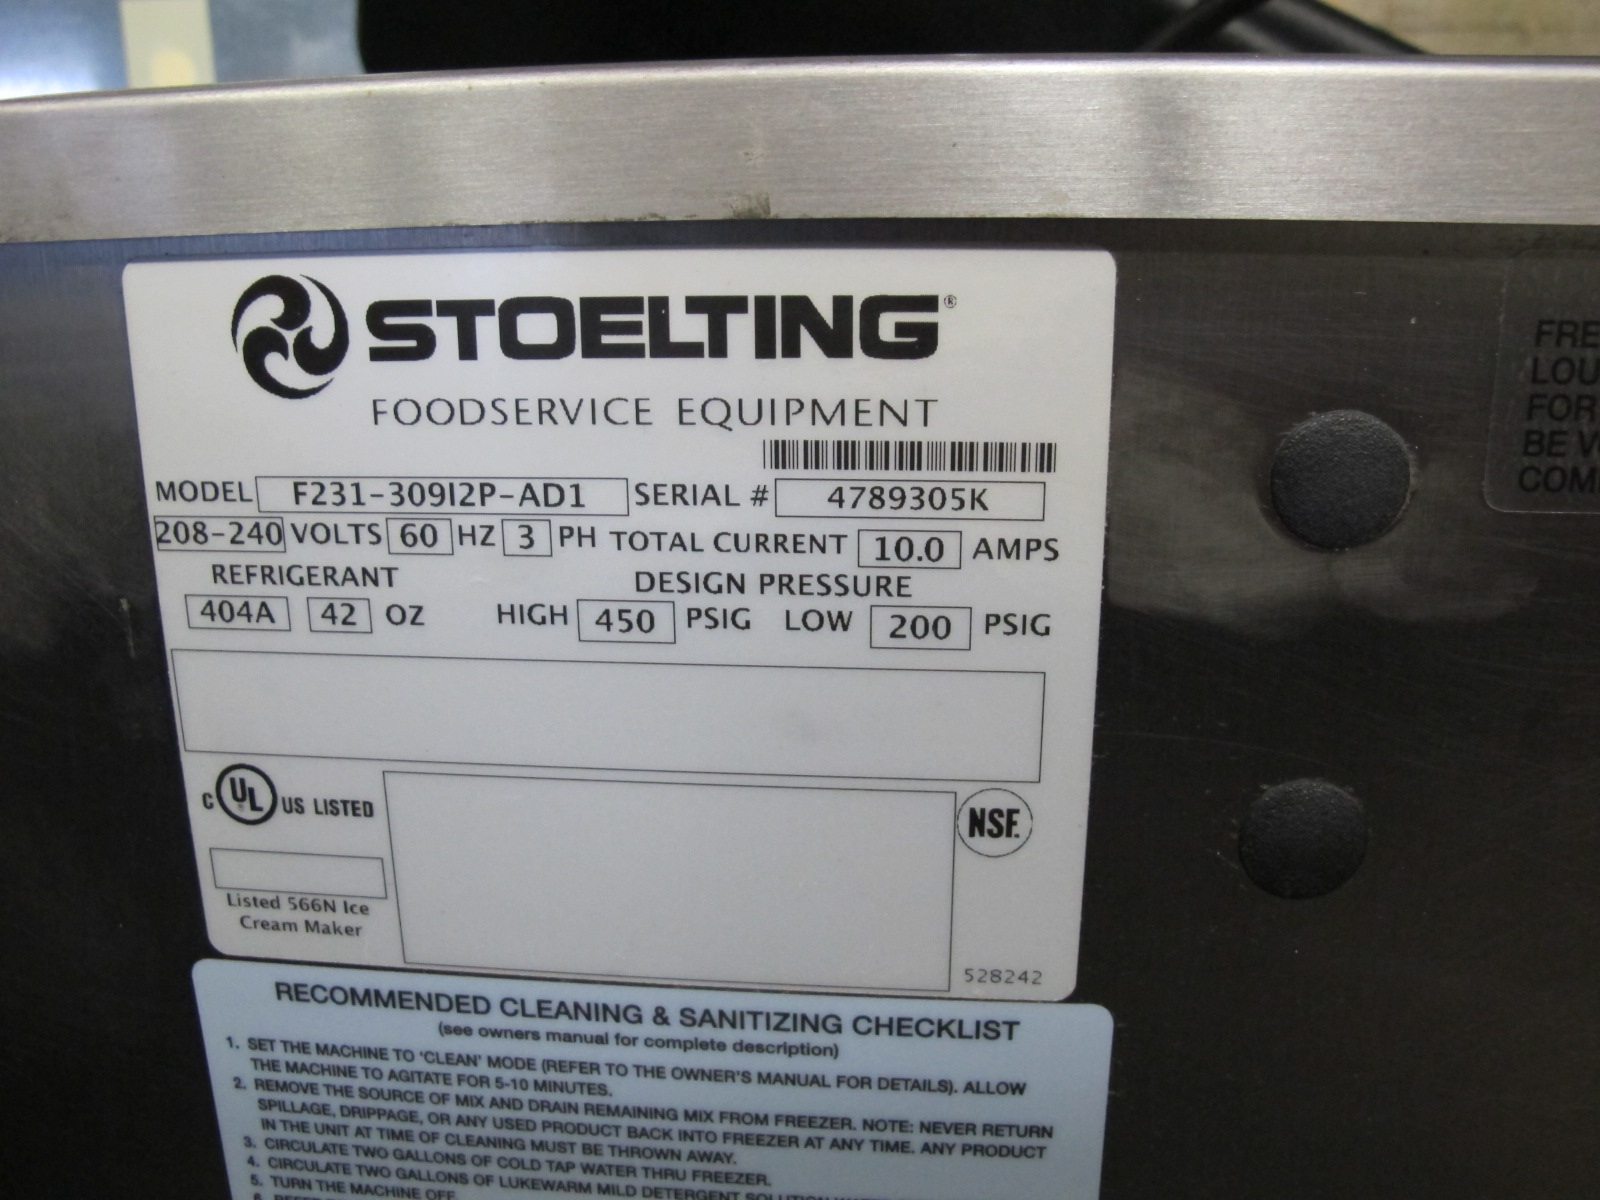 STOELTING®
FOODSERVICE EQUIPMENT
MODEL F231-309I2P-AD1 SERIAL # 4789305K
208-240 VOLTS 60 HZ 3 PH TOTAL CURRENT 10.0 AMPS
REFRIGERANT DESIGN PRESSURE
404A 42 OZ HIGH 450 PSIG LOW 200 PSIG
C UL® US LISTED
NSF.
Listed 566N Ice
Cream Maker
528242
RECOMMENDED CLEANING & SANITIZING CHECKLIST
(see owners manual for complete description)
1. SET THE MACHINE TO 'CLEAN' MODE (REFER TO THE OWNER'S MANUAL FOR DETAILS). ALLOW
THE MACHINE TO AGITATE FOR 5-10 MINUTES.
2. REMOVE THE SOURCE OF MIX AND DRAIN REMAINING MIX FROM FREEZER. NOTE: NEVER RETURN
SPILLAGE, DRIPPAGE, OR ANY USED PRODUCT BACK INTO FREEZER AT ANY TIME. ANY PRODUCT
IN THE UNIT AT TIME OF CLEANING MUST BE THROWN AWAY.
3. CIRCULATE TWO GALLONS OF COLD TAP WATER THRU FREEZER.
4. CIRCULATE TWO GALLONS OF LUKEWARM MILD DETERGENT SOLUTION
5. TURN THE MACHINE OFF.
6.
FRE
LOU
FOR
BE V
COM